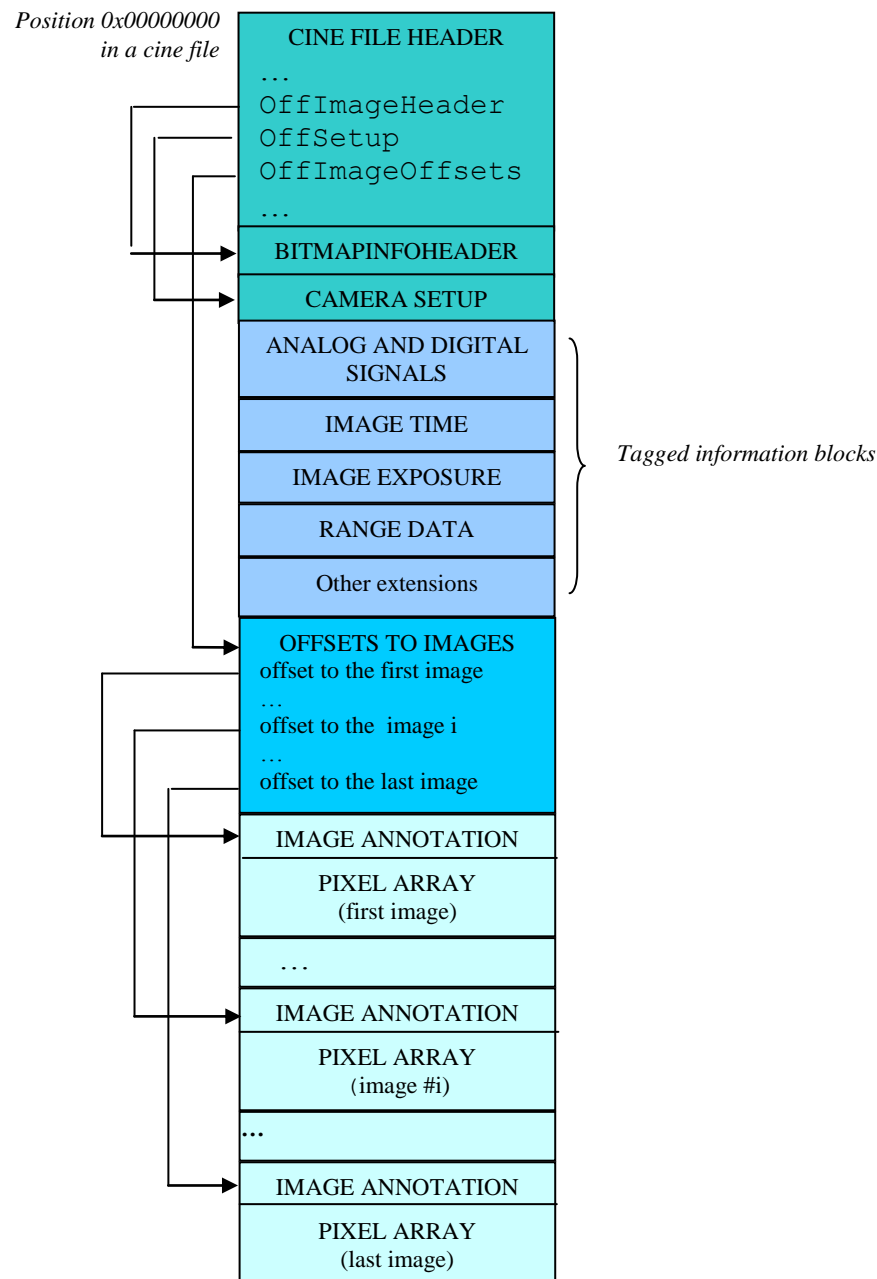 Position 0x00000000
in a cine file
CINE FILE HEADER
…
OffImageHeader
OffSetup
OffImageOffsets
…
BITMAPINFOHEADER
CAMERA SETUP
ANALOG AND DIGITAL
SIGNALS
IMAGE TIME
IMAGE EXPOSURE
RANGE DATA
Other extensions
Tagged information blocks
OFFSETS TO IMAGES
offset to the first image
…
offset to the  image i
…
offset to the last image
IMAGE ANNOTATION
PIXEL ARRAY
(first image)
…
IMAGE ANNOTATION
PIXEL ARRAY
(image #i)
…
IMAGE ANNOTATION
PIXEL ARRAY
(last image)